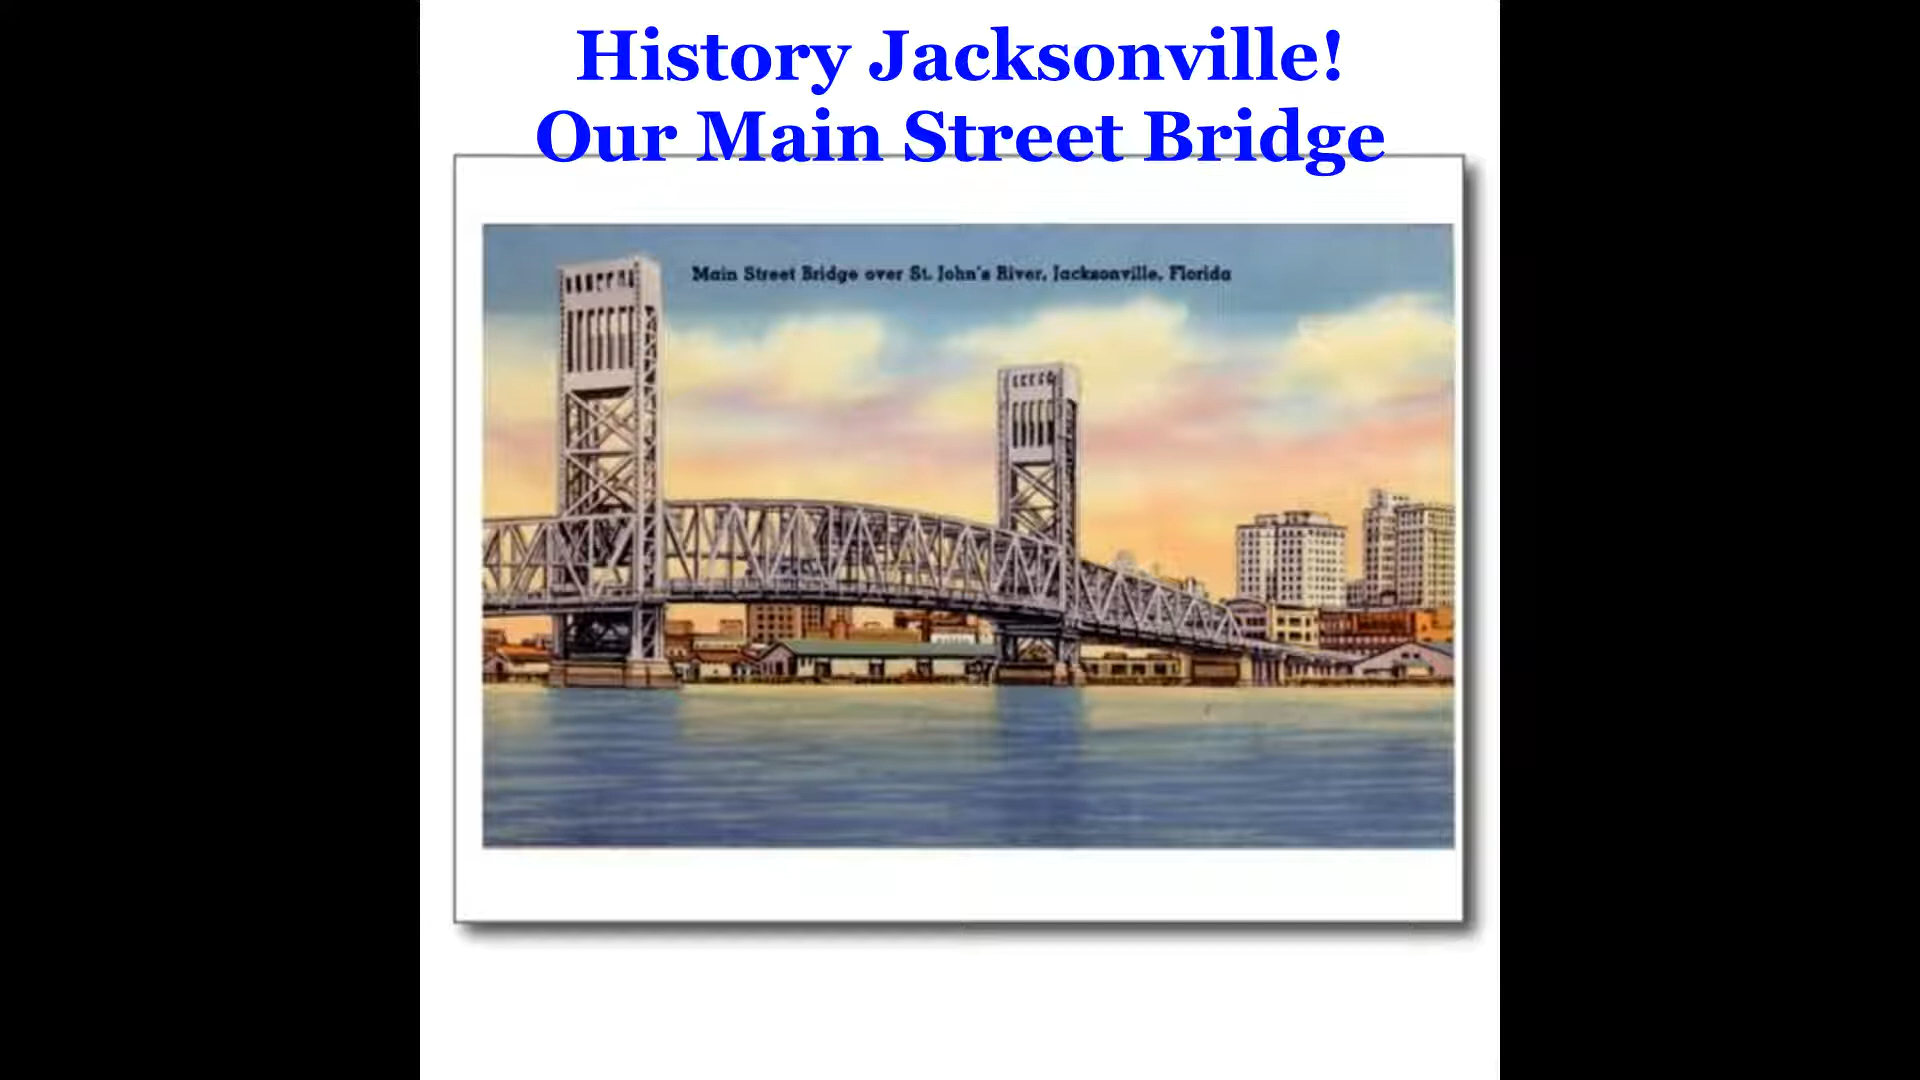 History Jacksonville!
Our Main Street Bridge
Main Street Bridge over St. John's River, Jacksonville, Florida